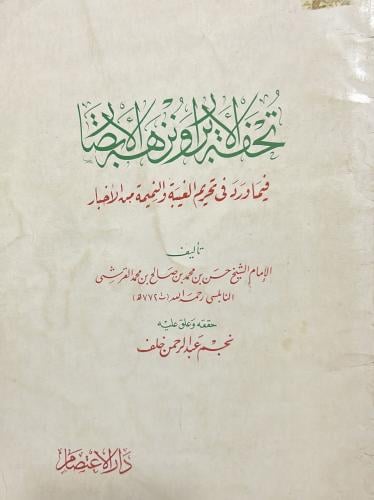 تحفة الأبرار ونزهة الأبصار
فيما ورد في تحريم الغيبة والنميمة من الأخبار
تأليف
الإمام الشيخ حسن بن محمد بن صالح بن محمد القرشي
النابلسي رحمه الله (ت ٧٧٢ هـ)
حققه وعلق عليه
نجم عبد الرحمن خلف
دار الاعتصام